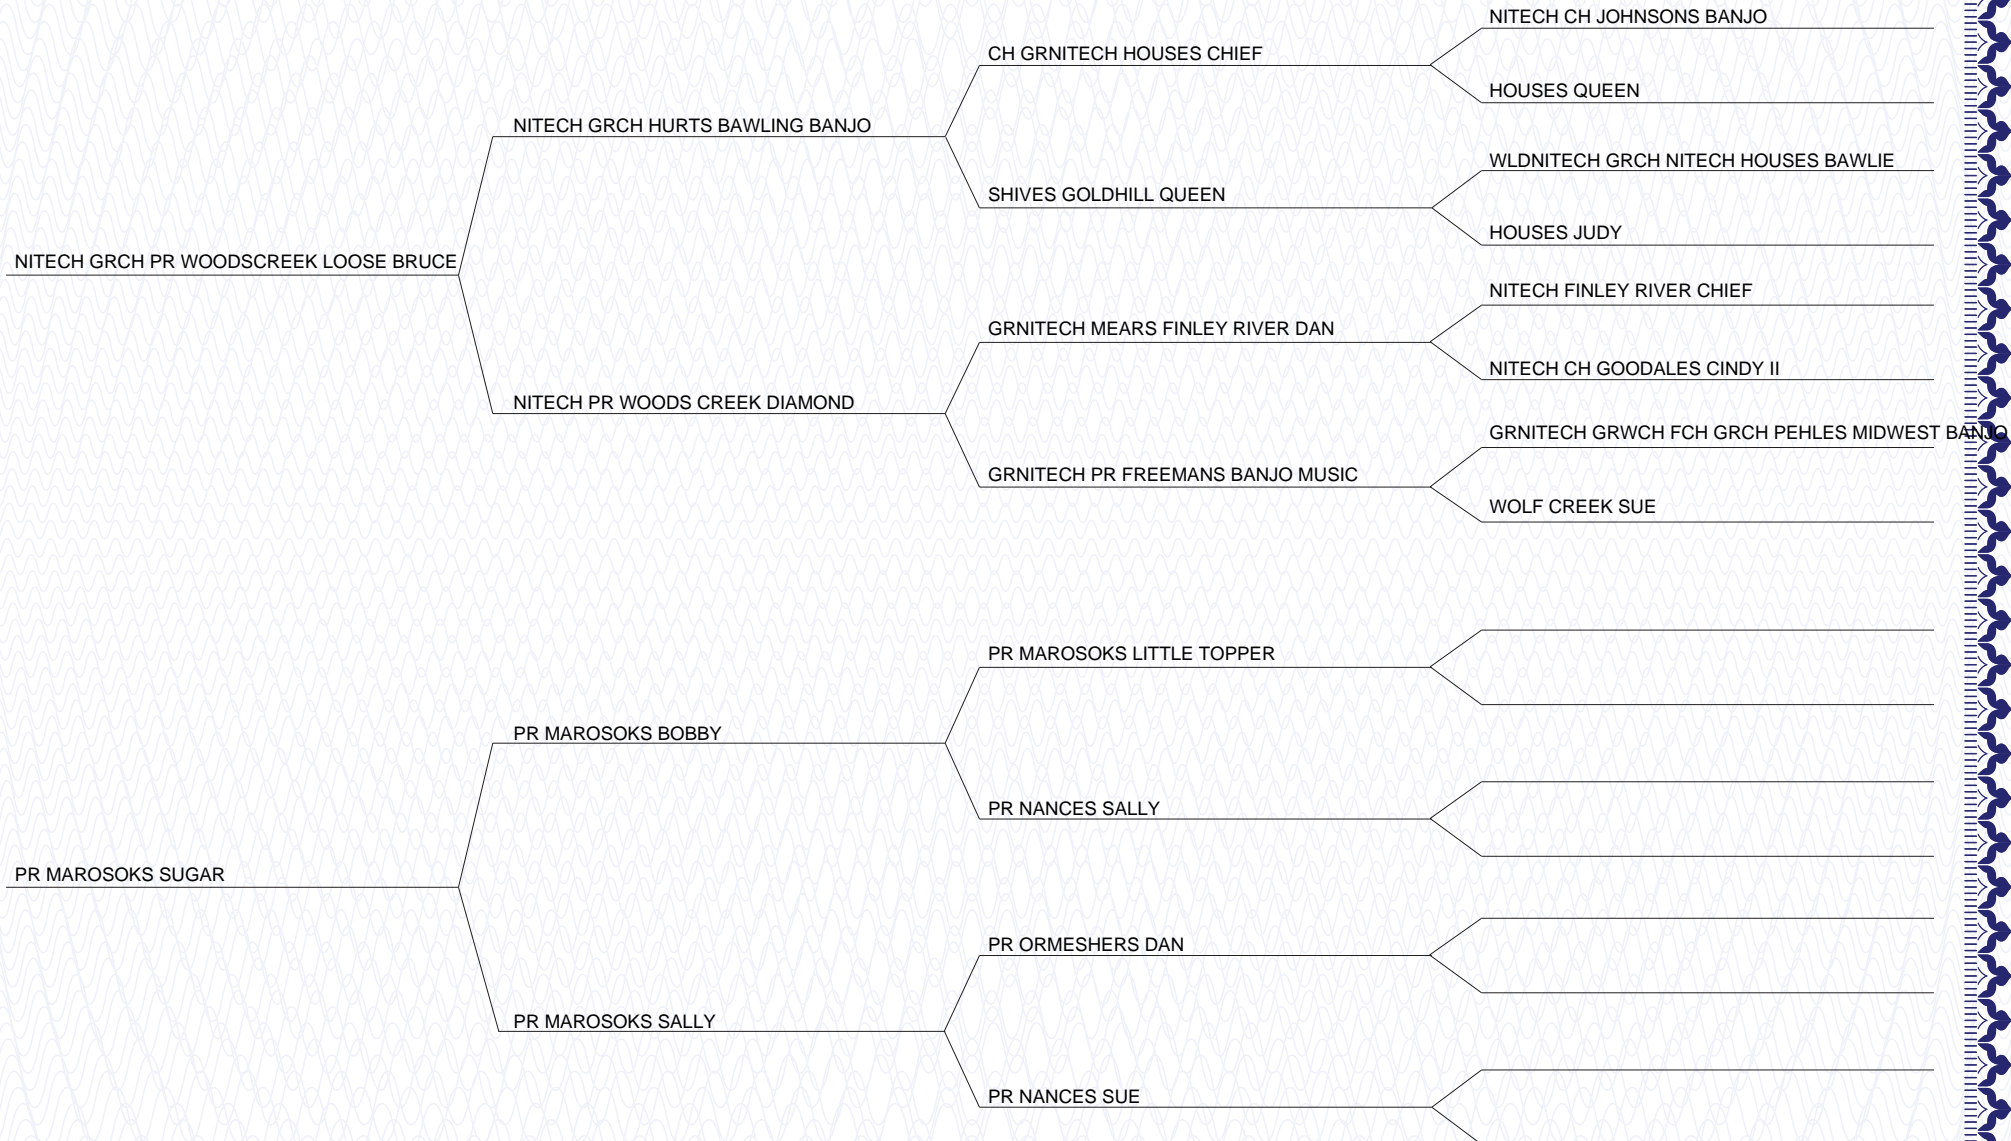 NITECH CH JOHNSONS BANJO
CH GRNITECH HOUSES CHIEF
HOUSES QUEEN
NITECH GRCH HURTS BAWLING BANJO
WLDNITECH GRCH NITECH HOUSES BAWLIE
SHIVES GOLDHILL QUEEN
HOUSES JUDY
NITECH GRCH PR WOODSCREEK LOOSE BRUCE
NITECH FINLEY RIVER CHIEF
GRNITECH MEARS FINLEY RIVER DAN
NITECH CH GOODALES CINDY II
NITECH PR WOODS CREEK DIAMOND
GRNITECH GRWCH FCH GRCH PEHLES MIDWEST BANJO
GRNITECH PR FREEMANS BANJO MUSIC
WOLF CREEK SUE
PR MAROSOKS LITTLE TOPPER
PR MAROSOKS BOBBY
PR NANCES SALLY
PR MAROSOKS SUGAR
PR ORMESHERS DAN
PR MAROSOKS SALLY
PR NANCES SUE